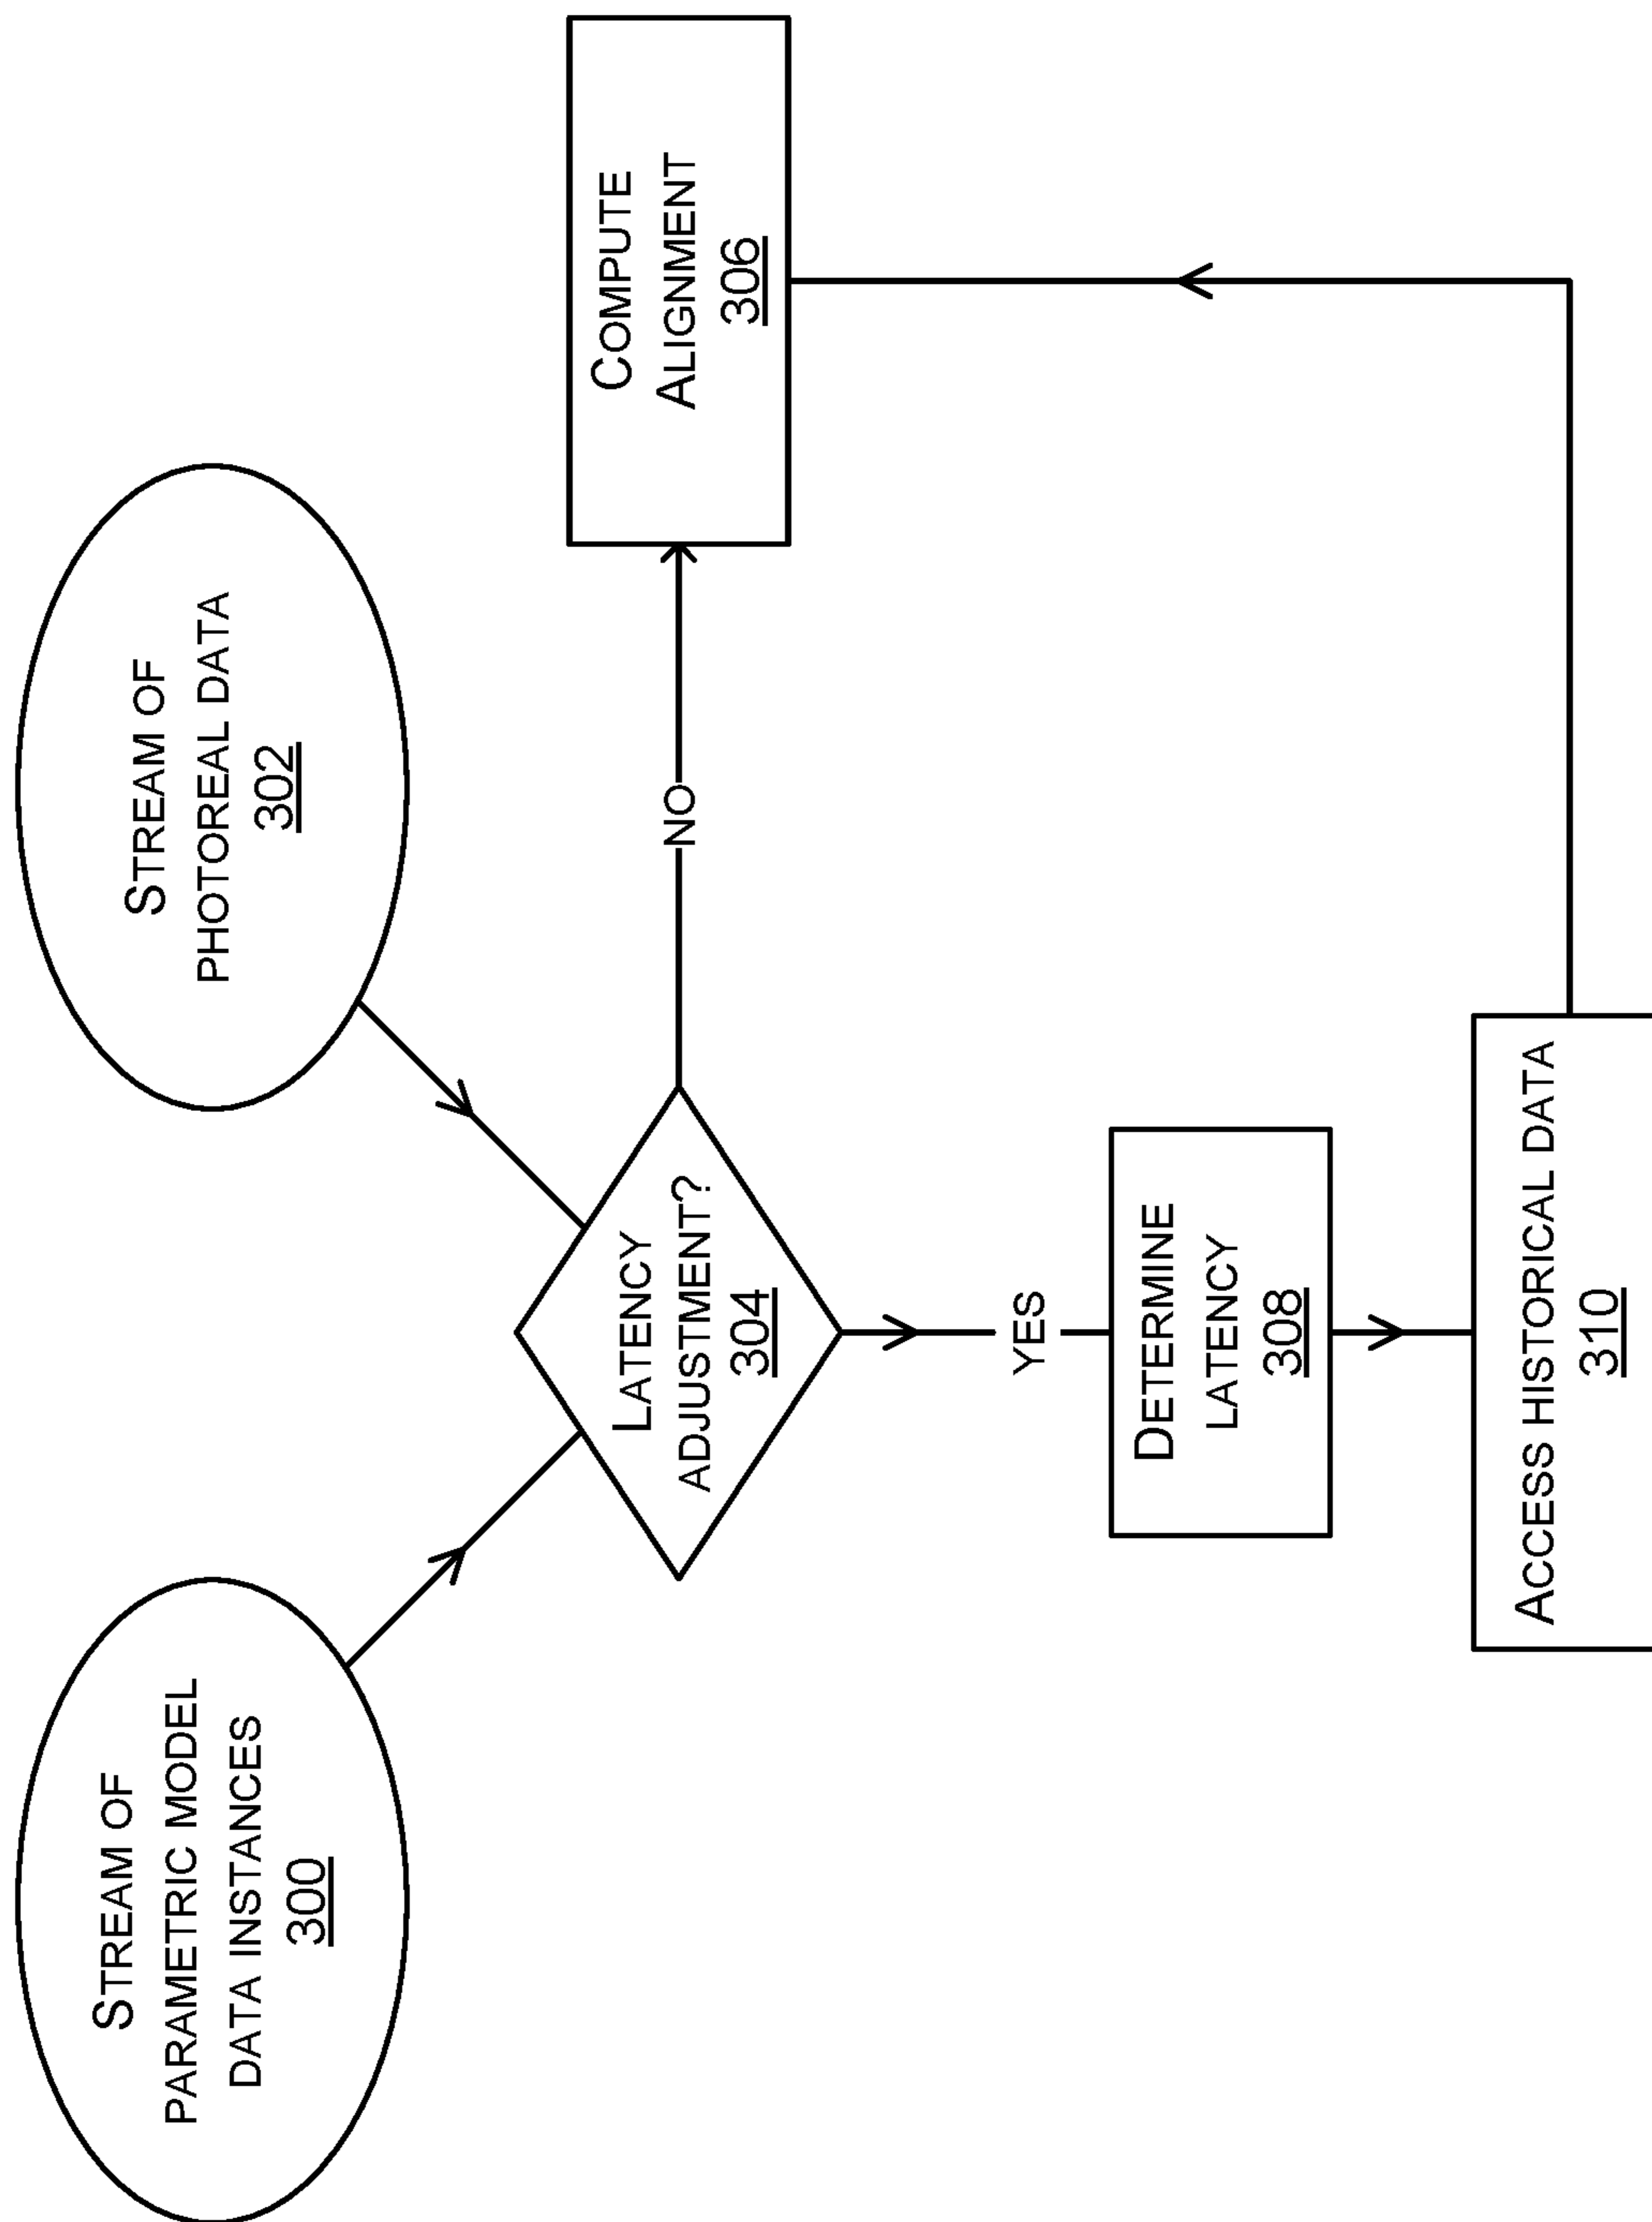 STREAM OF
PARAMETRIC MODEL
DATA INSTANCES
300
STREAM OF
PHOTOREAL DATA
302
LATENCY
ADJUSTMENT?
304
NO
COMPUTE
ALIGNMENT
306
YES
DETERMINE
LATENCY
308
ACCESS HISTORICAL DATA
310